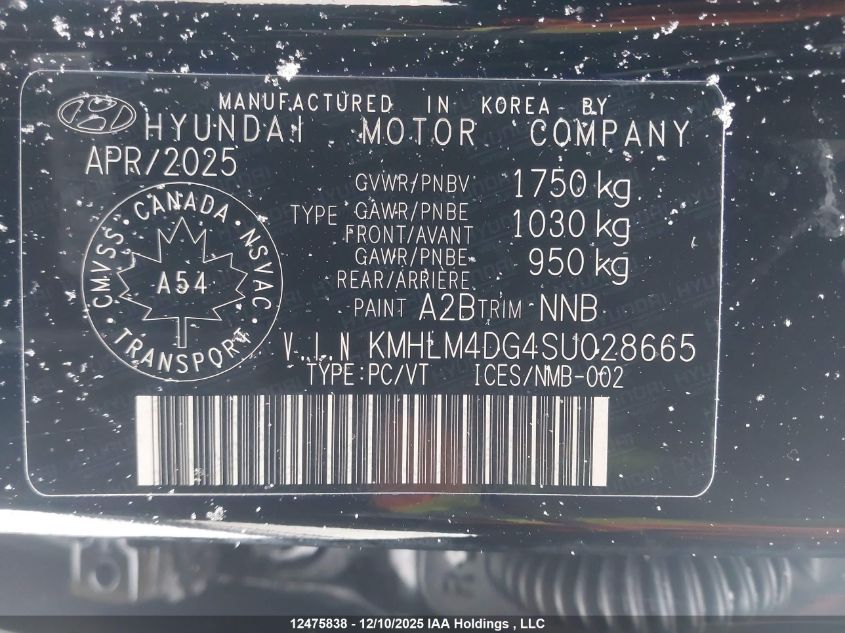 MANUFACTURED IN KOREA BY
HYUNDAI MOTOR COMPANY
APR/2025
GVWR/PNBV 1750 kg
TYPE GAWR/PNBE FRONT/AVANT 1030 kg
GAWR/PNBE REAR/ARRIERE 950 kg
PAINT A2B TRIM NNB
CMVSS · CANADA · NSVAC · TRANSPORT ·
A54
V.I.N KMHLM4DG4SU028665
TYPE:PC/VT ICES/NMB-002
12475838 - 12/10/2025 IAA Holdings , LLC